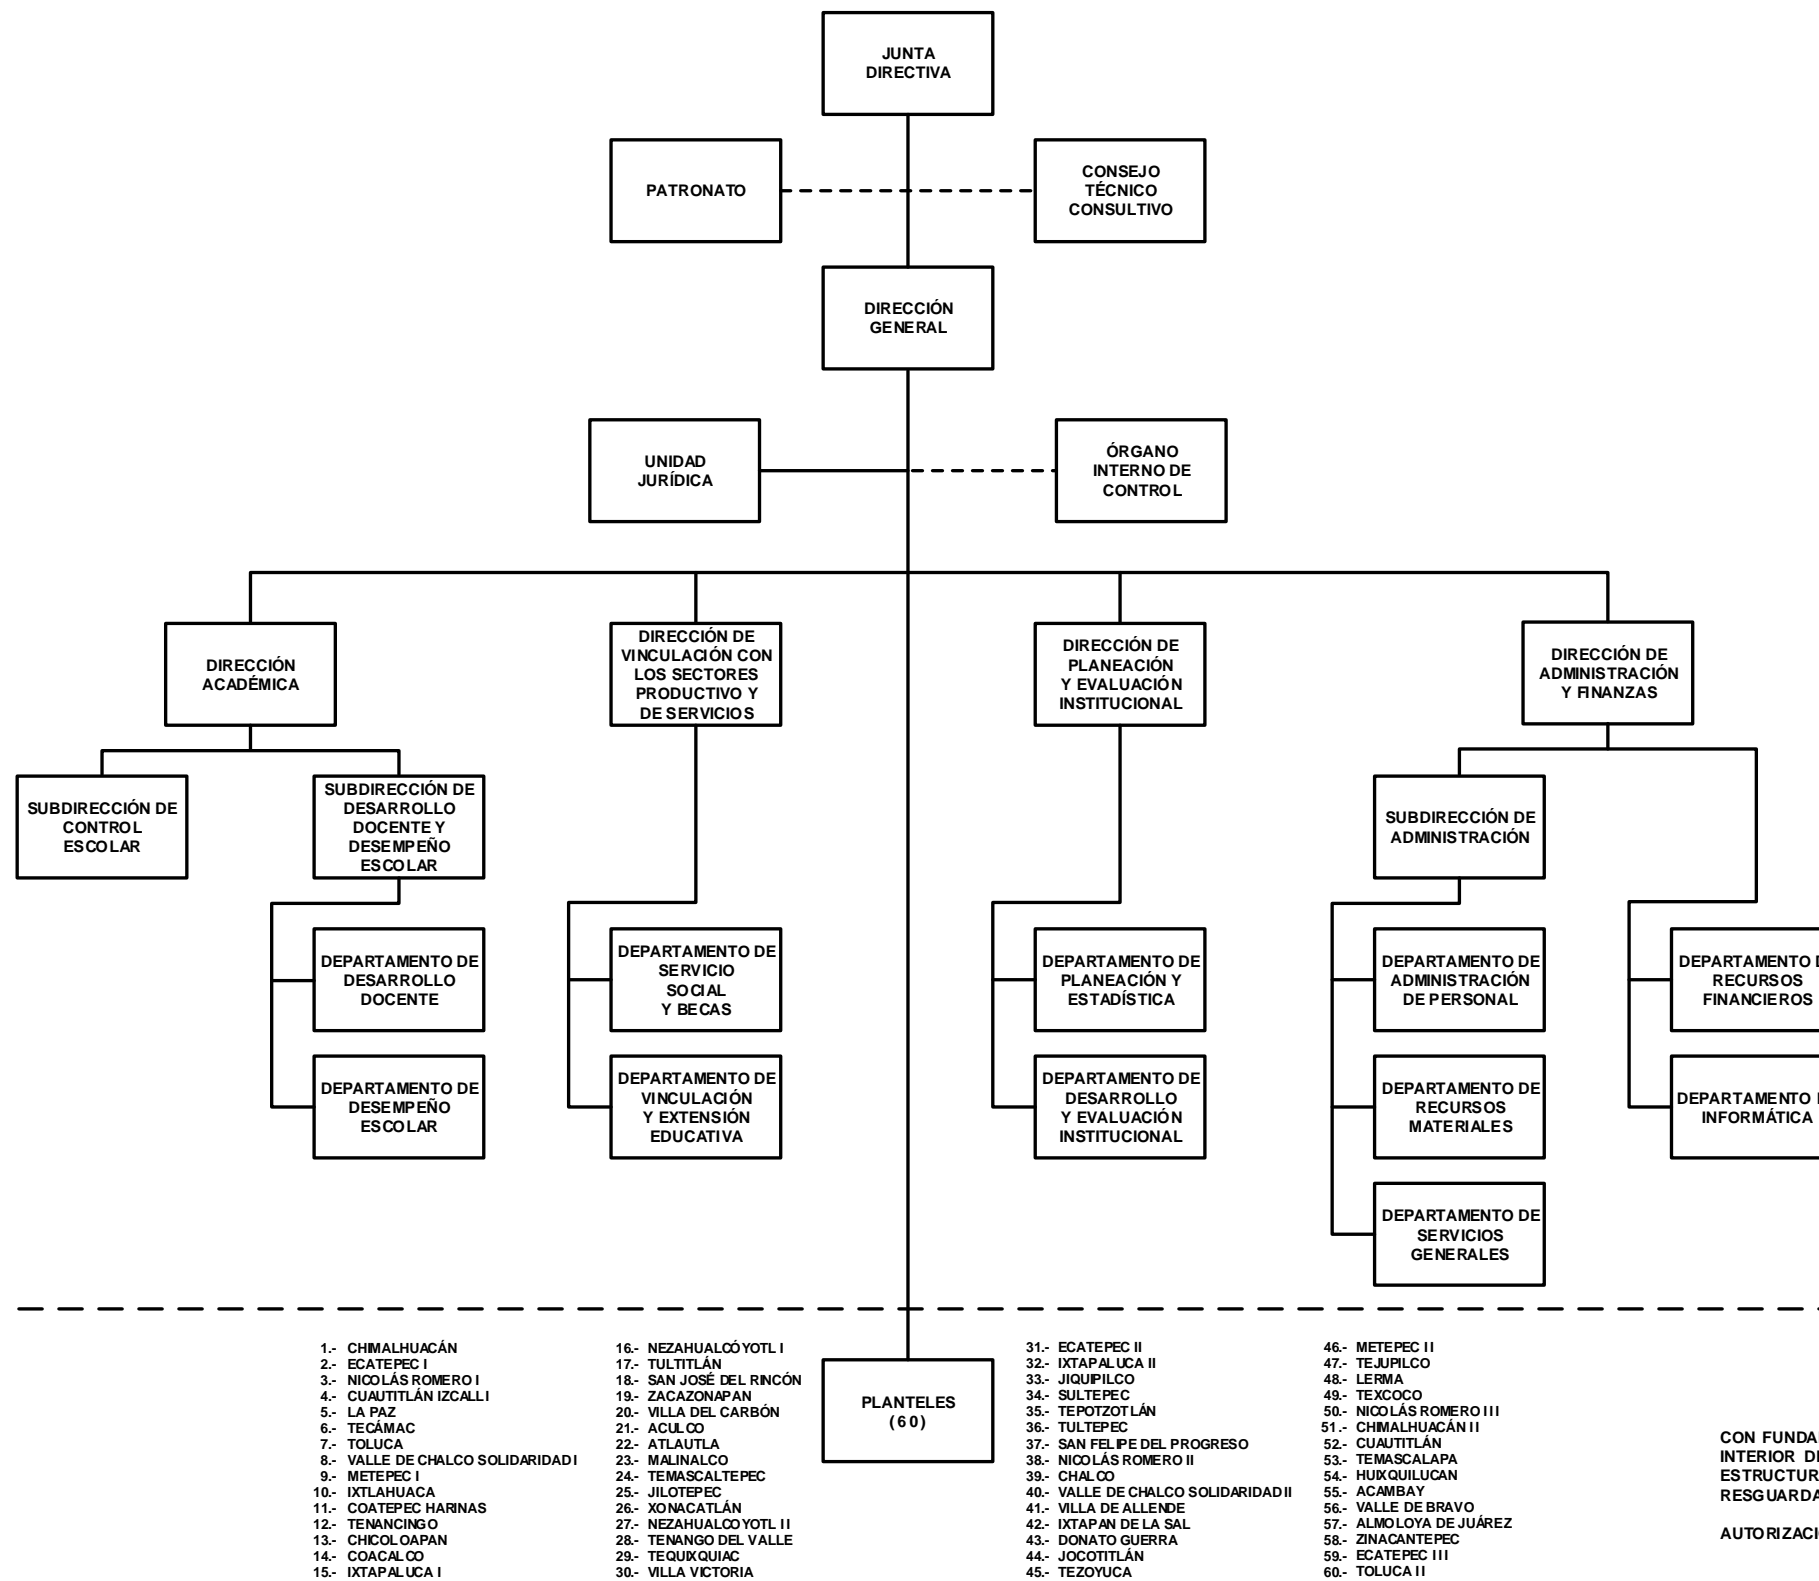 JUNTA
DIRECTIVA
PATRONATO
CONSEJO
TÉCNICO
CONSULTIVO
DIRECCIÓN
GENERAL
UNIDAD
JURÍDICA
ÓRGANO
INTERNO DE
CONTROL
DIRECCIÓN
ACADÉMICA
DIRECCIÓN DE
VINCULACIÓN CON
LOS SECTORES
PRODUCTIVO Y
DE SERVICIOS
DIRECCIÓN DE
PLANEACIÓN
Y EVALUACIÓN
INSTITUCIONAL
DIRECCIÓN DE
ADMINISTRACIÓN
Y FINANZAS
SUBDIRECCIÓN DE
CONTROL
ESCOLAR
SUBDIRECCIÓN DE
DESARROLLO
DOCENTE Y
DESEMPEÑO
ESCOLAR
SUBDIRECCIÓN DE
ADMINISTRACIÓN
DEPARTAMENTO DE
DESARROLLO
DOCENTE
DEPARTAMENTO DE
SERVICIO
SOCIAL
Y BECAS
DEPARTAMENTO DE
PLANEACIÓN Y
ESTADÍSTICA
DEPARTAMENTO DE
ADMINISTRACIÓN
DE PERSONAL
DEPARTAMENTO
RECURSOS
FINANCIEROS
DEPARTAMENTO DE
DESEMPEÑO
ESCOLAR
DEPARTAMENTO DE
VINCULACIÓN
Y EXTENSIÓN
EDUCATIVA
DEPARTAMENTO DE
DESARROLLO
Y EVALUACIÓN
INSTITUCIONAL
DEPARTAMENTO DE
RECURSOS
MATERIALES
DEPARTAMENTO
INFORMÁTICA
DEPARTAMENTO DE
SERVICIOS
GENERALES
1.- CHIMALHUACÁN
2.- ECATEPEC I
3.- NICOLÁS ROMERO I
4.- CUAUTITLÁN IZCALLI
5.- LA PAZ
6.- TECÁMAC
7.- TOLUCA
8.- VALLE DE CHALCO SOLIDARIDAD I
9.- METEPEC I
10.- IXTLAHUACA
11.- COATEPEC HARINAS
12.- TENANCINGO
13.- CHICOLOAPAN
14.- COACALCO
15.- IXTAPALUCA I
16.- NEZAHUALCÓYOTL I
17.- TULTITLÁN
18.- SAN JOSÉ DEL RINCÓN
19.- ZACAZONAPAN
20.- VILLA DEL CARBÓN
21.- ACULCO
22.- ATLAUTLA
23.- MALINALCO
24.- TEMASCALTEPEC
25.- JILOTEPEC
26.- XONACATLÁN
27.- NEZAHUALCOYOTL II
28.- TENANGO DEL VALLE
29.- TEQUIXQUIAC
30.- VILLA VICTORIA
PLANTELES
(60)
31.- ECATEPEC II
32.- IXTAPALUCA II
33.- JIQUIPILCO
34.- SULTEPEC
35.- TEPOTZOTLÁN
36.- TULTEPEC
37.- SAN FELIPE DEL PROGRESO
38.- NICOLÁS ROMERO II
39.- CHALCO
40.- VALLE DE CHALCO SOLIDARIDAD II
41.- VILLA DE ALLENDE
42.- IXTAPAN DE LA SAL
43.- DONATO GUERRA
44.- JOCOTITLÁN
45.- TEZOYUCA
46.- METEPEC II
47.- TEJUPILCO
48.- LERMA
49.- TEXCOCO
50.- NICOLÁS ROMERO III
51.- CHIMALHUACÁN II
52.- CUAUTITLÁN
53.- TEMASCALAPA
54.- HUIXQUILUCAN
55.- ACAMBAY
56.- VALLE DE BRAVO
57.- ALMOLOYA DE JUÁREZ
58.- ZINACANTEPEC
59.- ECATEPEC III
60.- TOLUCA II
CON
INTERIOR